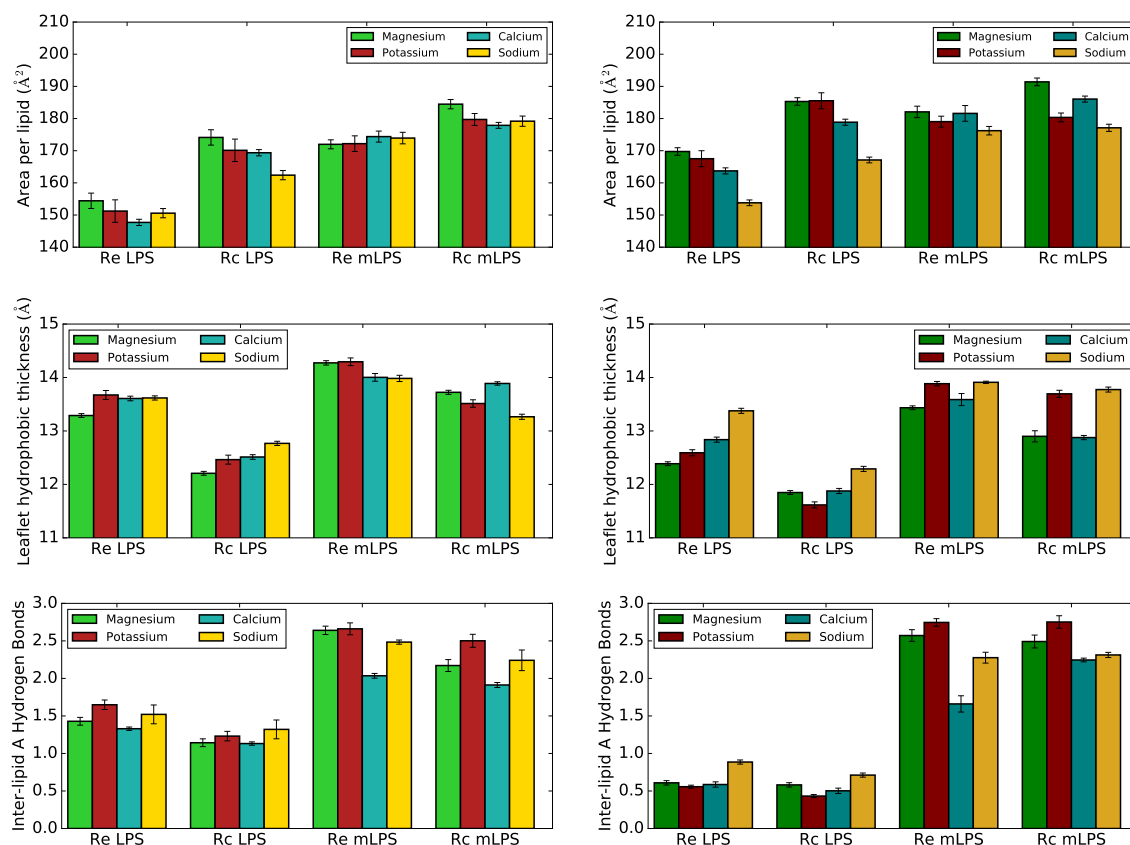 210
200
190
180
170
160
150
140
Area per lipid (Å²)
Magnesium Calcium
Potassium Sodium
Re LPS Rc LPS Re mLPS Rc mLPS
210
200
190
180
170
160
150
140
Area per lipid (Å²)
Magnesium Calcium
Potassium Sodium
Re LPS Rc LPS Re mLPS Rc mLPS
15
14
13
12
11
Leaflet hydrophobic thickness (Å)
Magnesium Calcium
Potassium Sodium
Re LPS Rc LPS Re mLPS Rc mLPS
15
14
13
12
11
Leaflet hydrophobic thickness (Å)
Magnesium Calcium
Potassium Sodium
Re LPS Rc LPS Re mLPS Rc mLPS
3.0
2.5
2.0
1.5
1.0
0.5
0.0
Inter-lipid A Hydrogen Bonds
Magnesium Calcium
Potassium Sodium
Re LPS Rc LPS Re mLPS Rc mLPS
3.0
2.5
2.0
1.5
1.0
0.5
0.0
Inter-lipid A Hydrogen Bonds
Magnesium Calcium
Potassium Sodium
Re LPS Rc LPS Re mLPS Rc mLPS